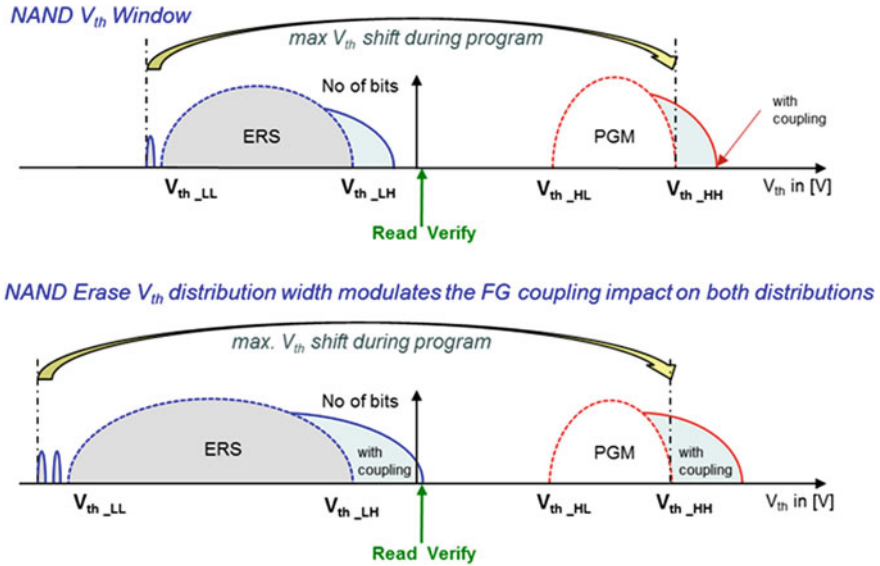 NAND Vth Window
max Vth shift during program
No of bits
with
coupling
ERS
PGM
Vth _LL
Vth _LH
Vth _HL
Vth _HH
Vth in [V]
Read Verify
NAND Erase Vth distribution width modulates the FG coupling impact on both distributions
max. Vth shift during program
No of bits
ERS
with
coupling
PGM
with
coupling
Vth _LL
Vth _LH
Vth _HL
Vth _HH
Vth in [V]
Read Verify